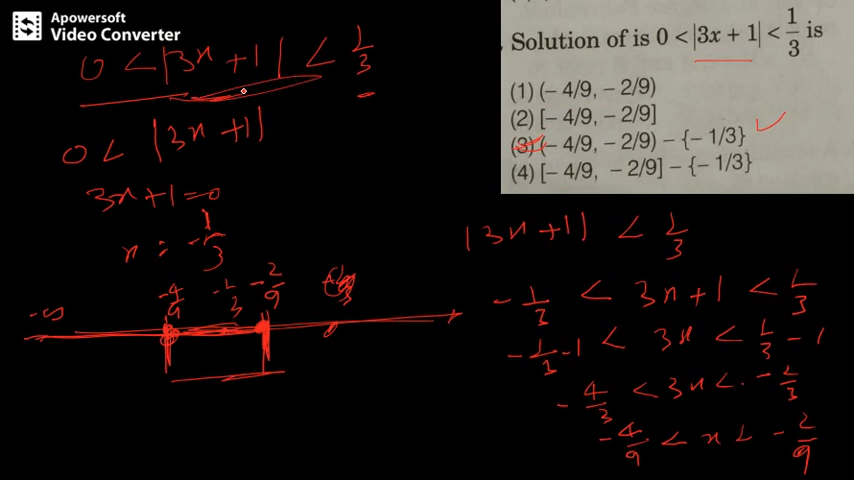 Apowersoft
Video Converter
0 < |3x + 1| < 1/3
0 < |3x + 1|
3x + 1 = 0
x = -1/3
-4/9 -1/3 -2/9
-∞
. Solution of is 0 < |3x + 1| < 1/3 is
(1) (– 4/9, – 2/9)
(2) [– 4/9, – 2/9]
(3) (– 4/9, – 2/9) – {– 1/3}
(4) [– 4/9, – 2/9] – {– 1/3}
|3x + 1| < 1/3
-1/3 < 3x + 1 < 1/3
-1/3 - 1 < 3x < 1/3 - 1
-4/3 < 3x < -2/3
-4/9 < x < -2/9